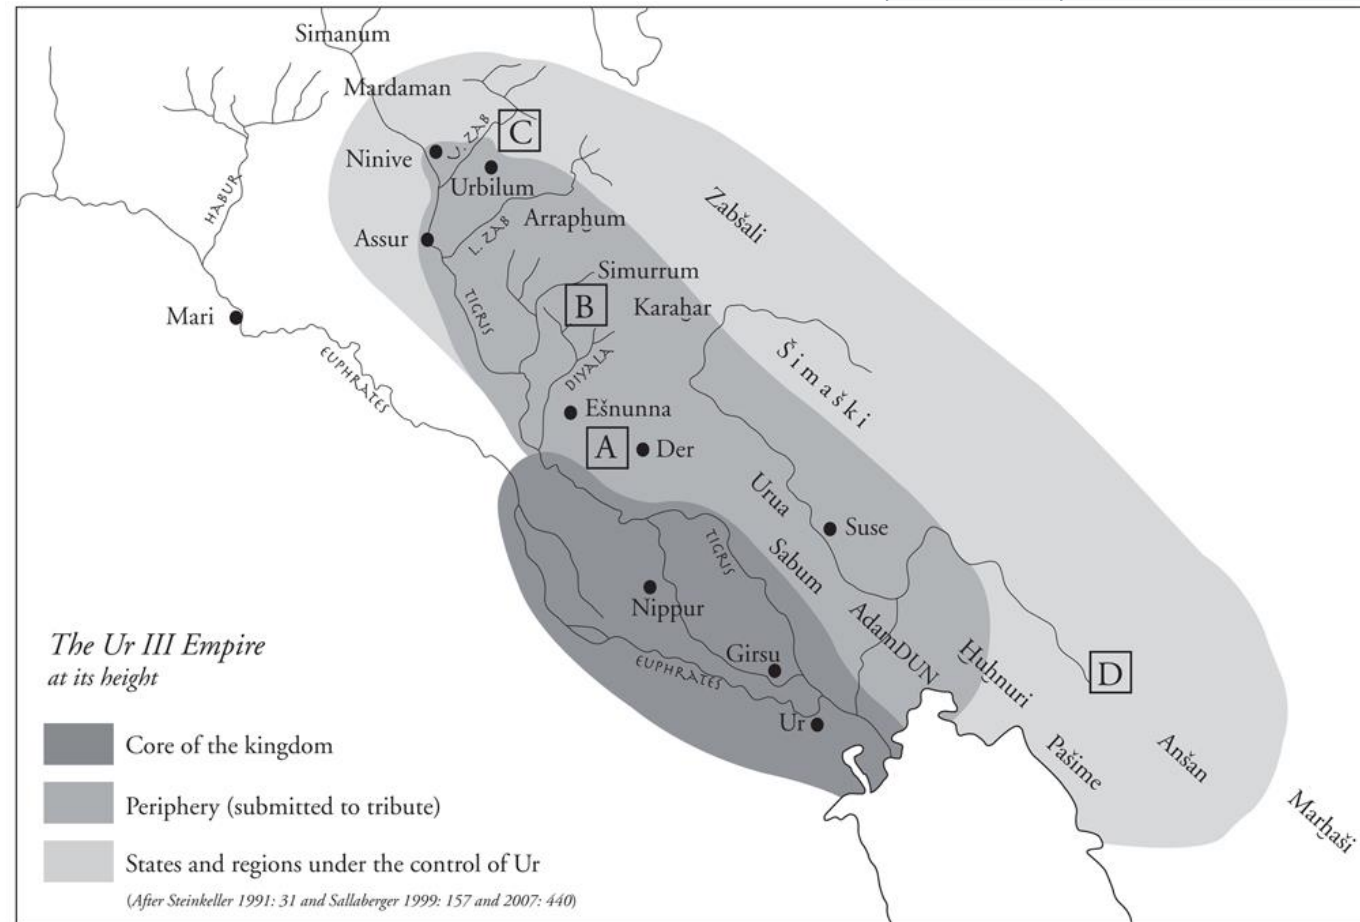 Simanum
Mardaman
U. ZAB
C
Ninive
Urbilum
HABUR
Zabšali
Arrapḫum
Assur
L. ZAB
Simurrum
TIGRIS
B
Karaḫar
Mari
EUPHRATES
DIYALA
Šimaški
Ešnunna
A
Der
Urua
Suse
TIGRIS
Sabum
Nippur
AdamDUN
Girsu
EUPHRATES
Ḫuḫnuri
D
Ur
Pašime
Anšan
Marḫaši
The Ur III Empire
at its height
Core of the kingdom
Periphery (submitted to tribute)
States and regions under the control of Ur
(After Steinkeller 1991: 31 and Sallaberger 1999: 157 and 2007: 440)